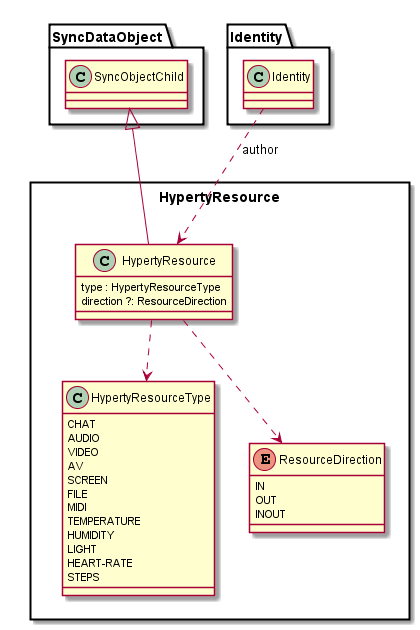 SyncDataObject
Identity
C SyncObjectChild
C Identity
author
HypertyResource
C HypertyResource
type : HypertyResourceType
direction ?: ResourceDirection
C HypertyResourceType
CHAT
AUDIO
VIDEO
AV
SCREEN
FILE
MIDI
TEMPERATURE
HUMIDITY
LIGHT
HEART-RATE
STEPS
E ResourceDirection
IN
OUT
INOUT